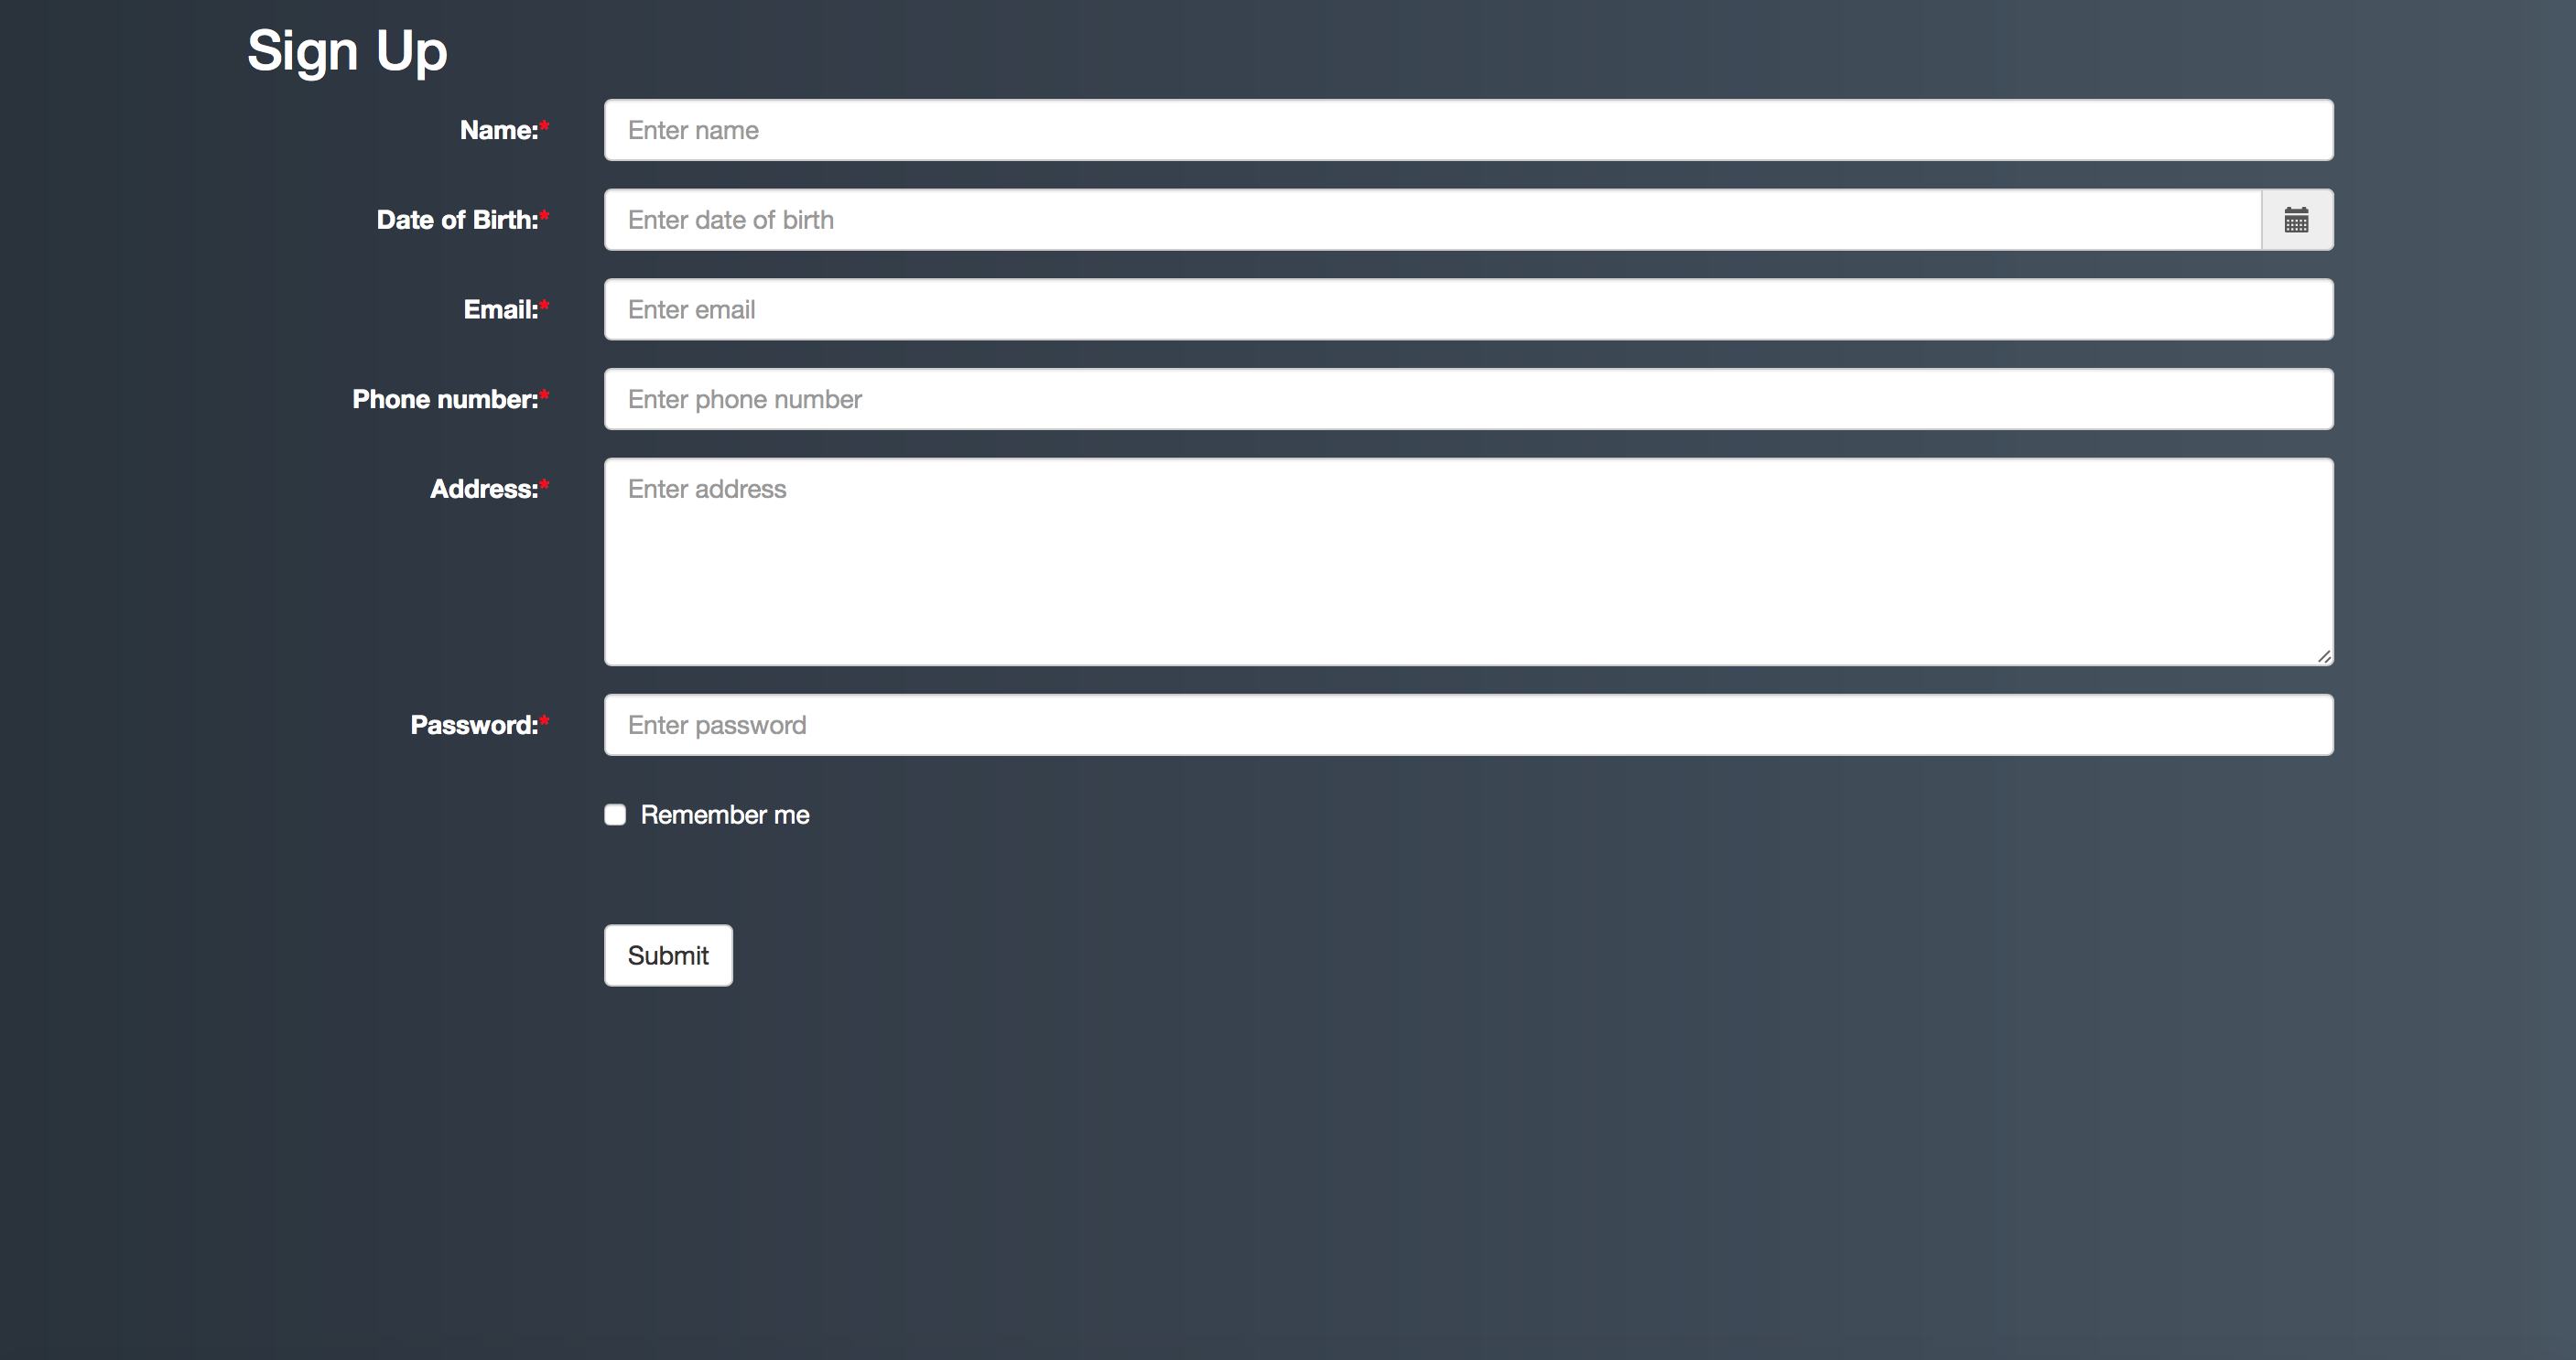 Sign Up
Name:* Enter name
Date of Birth:* Enter date of birth
Email:* Enter email
Phone number:* Enter phone number
Address:* Enter address
Password:* Enter password
Remember me
Submit